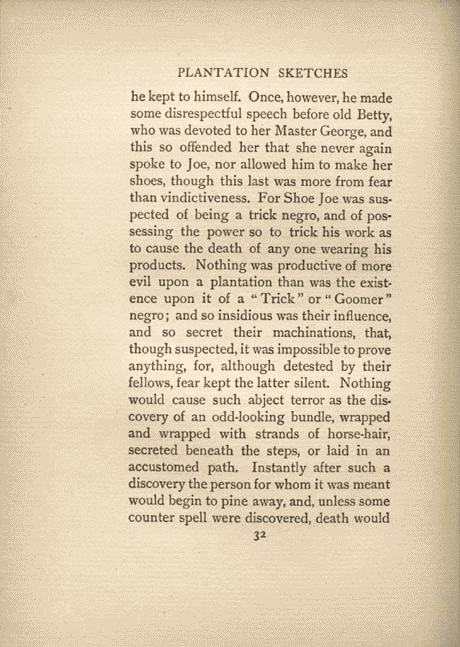 PLANTATION SKETCHES
he kept to himself. Once, however, he made
some disrespectful speech before old Betty,
who was devoted to her Master George, and
this so offended her that she never again
spoke to Joe, nor allowed him to make her
shoes, though this last was more from fear
than vindictiveness. For Shoe Joe was sus-
pected of being a trick negro, and of pos-
sessing the power so to trick his work as
to cause the death of any one wearing his
products. Nothing was productive of more
evil upon a plantation than was the exist-
ence upon it of a "Trick" or "Goomer"
negro; and so insidious was their influence,
and so secret their machinations, that,
though suspected, it was impossible to prove
anything, for, although detested by their
fellows, fear kept the latter silent. Nothing
would cause such abject terror as the dis-
covery of an odd-looking bundle, wrapped
and wrapped with strands of horse-hair,
secreted beneath the steps, or laid in an
accustomed path. Instantly after such a
discovery the person for whom it was meant
would begin to pine away, and, unless some
counter spell were discovered, death would
32